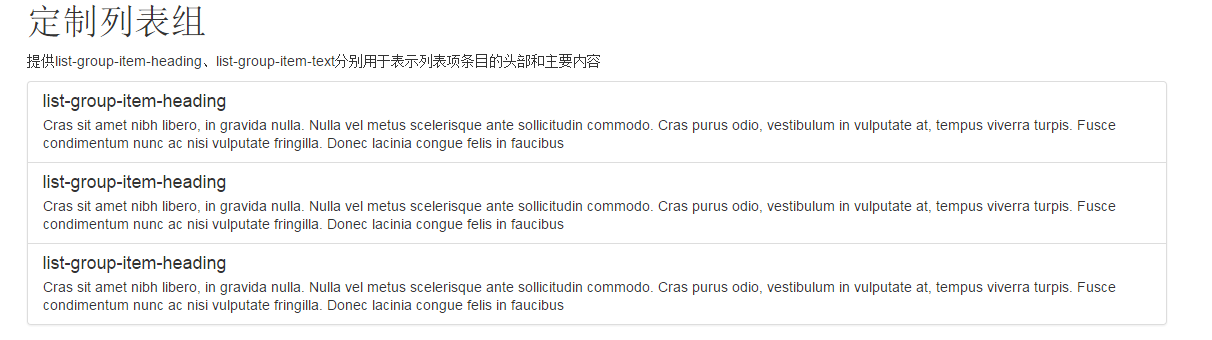 定制列表组
提供list-group-item-heading、list-group-item-text分别用于表示列表项条目的头部和主要内容
list-group-item-heading
Cras sit amet nibh libero, in gravida nulla. Nulla vel metus scelerisque ante sollicitudin commodo. Cras purus odio, vestibulum in vulputate at, tempus viverra turpis. Fusce
condimentum nunc ac nisi vulputate fringilla. Donec lacinia congue felis in faucibus
list-group-item-heading
Cras sit amet nibh libero, in gravida nulla. Nulla vel metus scelerisque ante sollicitudin commodo. Cras purus odio, vestibulum in vulputate at, tempus viverra turpis. Fusce
condimentum nunc ac nisi vulputate fringilla. Donec lacinia congue felis in faucibus
list-group-item-heading
Cras sit amet nibh libero, in gravida nulla. Nulla vel metus scelerisque ante sollicitudin commodo. Cras purus odio, vestibulum in vulputate at, tempus viverra turpis. Fusce
condimentum nunc ac nisi vulputate fringilla. Donec lacinia congue felis in faucibus